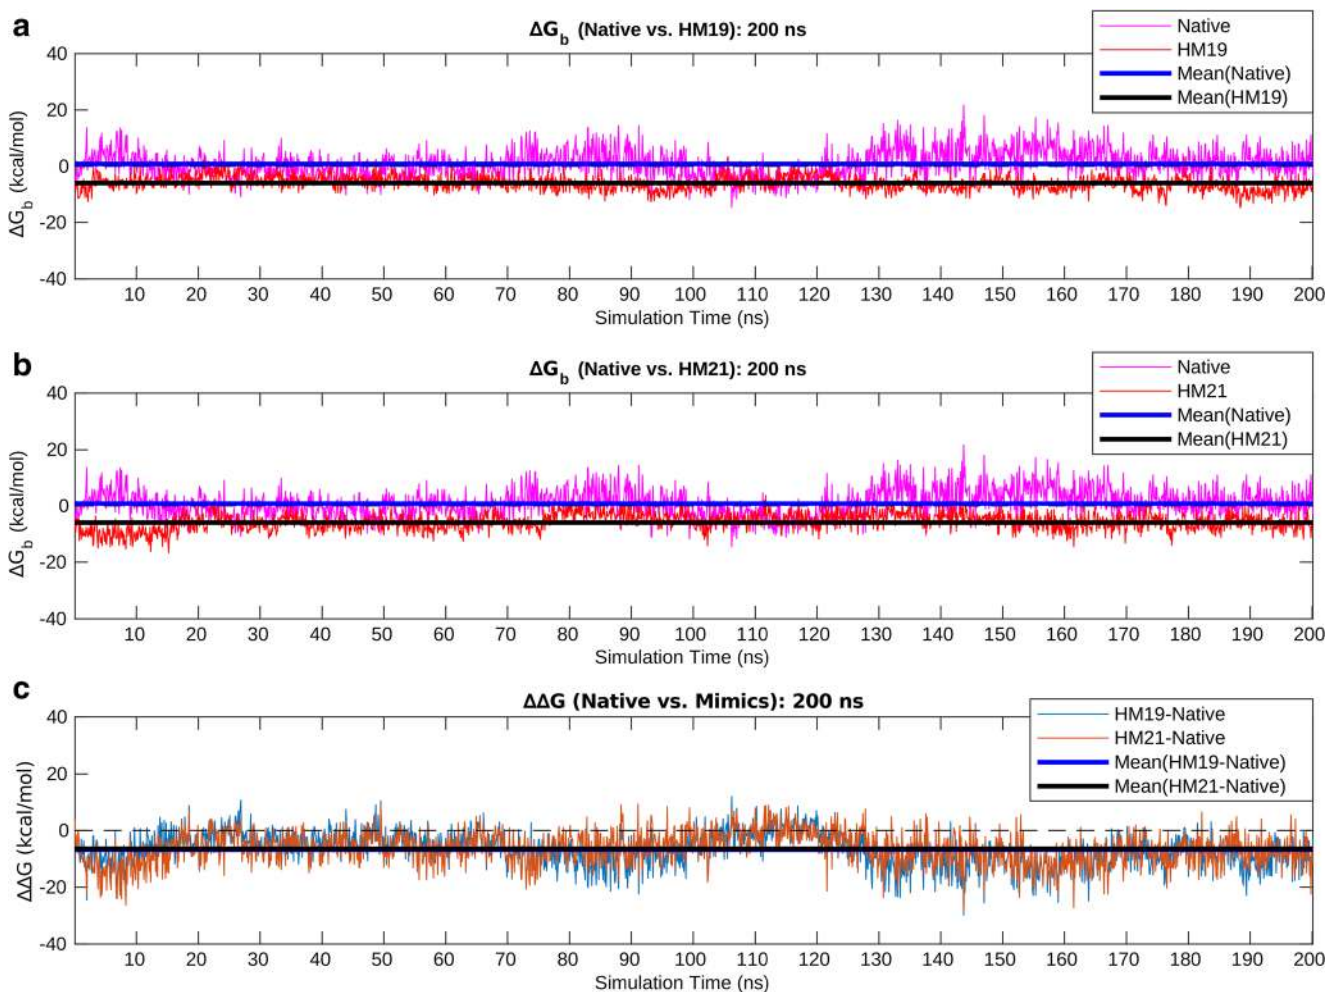 a
ΔG_b (Native vs. HM19): 200 ns
Native
HM19
Mean(Native)
Mean(HM19)
40
20
0
-20
-40
ΔG_b (kcal/mol)
10 20 30 40 50 60 70 80 90 100 110 120 130 140 150 160 170 180 190 200
Simulation Time (ns)
b
ΔG_b (Native vs. HM21): 200 ns
Native
HM21
Mean(Native)
Mean(HM21)
40
20
0
-20
-40
ΔG_b (kcal/mol)
10 20 30 40 50 60 70 80 90 100 110 120 130 140 150 160 170 180 190 200
Simulation Time (ns)
c
ΔΔG (Native vs. Mimics): 200 ns
HM19-Native
HM21-Native
Mean(HM19-Native)
Mean(HM21-Native)
40
20
0
-20
-40
ΔΔG (kcal/mol)
10 20 30 40 50 60 70 80 90 100 110 120 130 140 150 160 170 180 190 200
Simulation Time (ns)